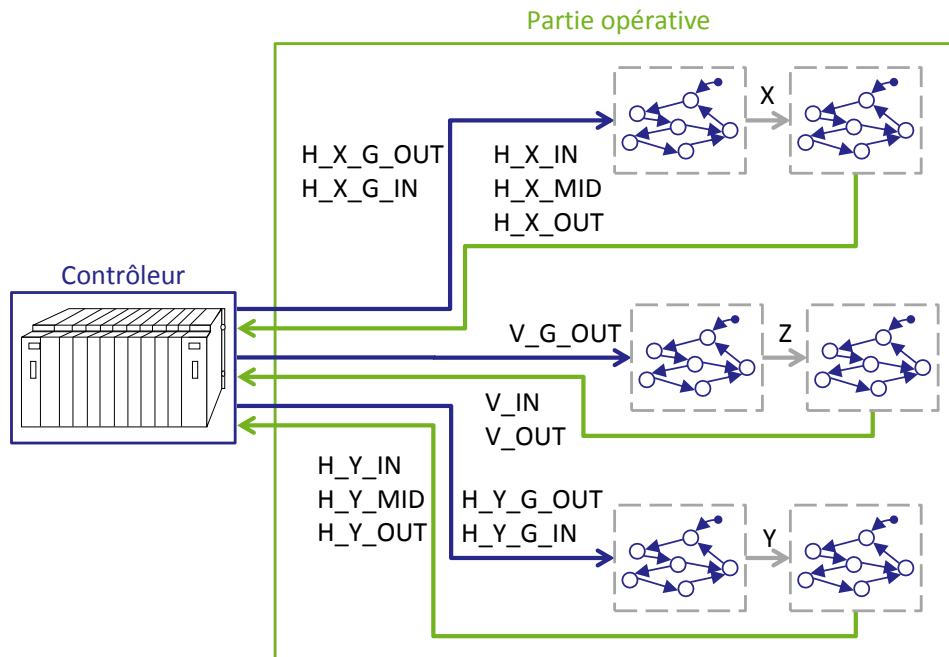 Partie opérative
X
H_X_G_OUT
H_X_G_IN
H_X_IN
H_X_MID
H_X_OUT
Contrôleur
V_G_OUT
Z
V_IN
V_OUT
H_Y_IN
H_Y_MID
H_Y_OUT
H_Y_G_OUT
H_Y_G_IN
Y